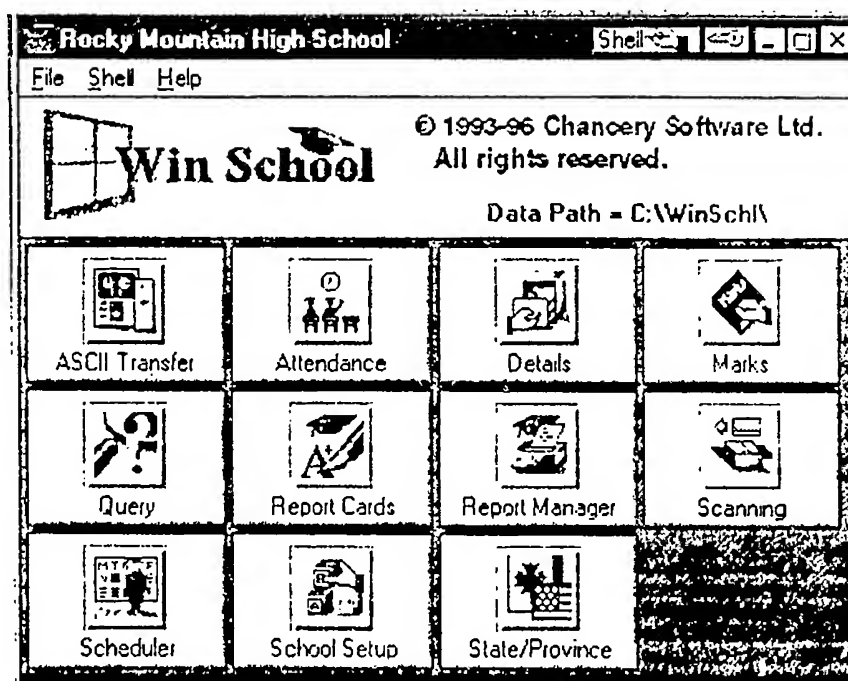 Rocky Mountain High School Shell
File Shell Help
Win School
© 1993-96 Chancery Software Ltd.
All rights reserved.
Data Path = C:\WinSchl\
ASCII Transfer Attendance Details Marks
Query Report Cards Report Manager Scanning
Scheduler School Setup State/Province